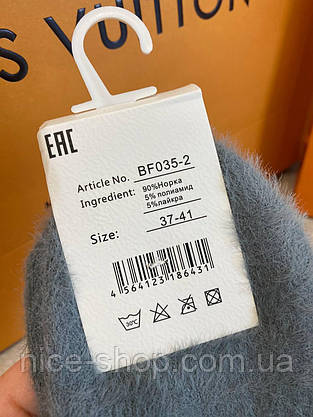 S VUITTON
EAC
Article No. BF035-2
Ingredient: 90%Норка
5% полиамид
5%лайкра
Size: 37-41
4 564123 186431
30°C
nice-shop.com.ua